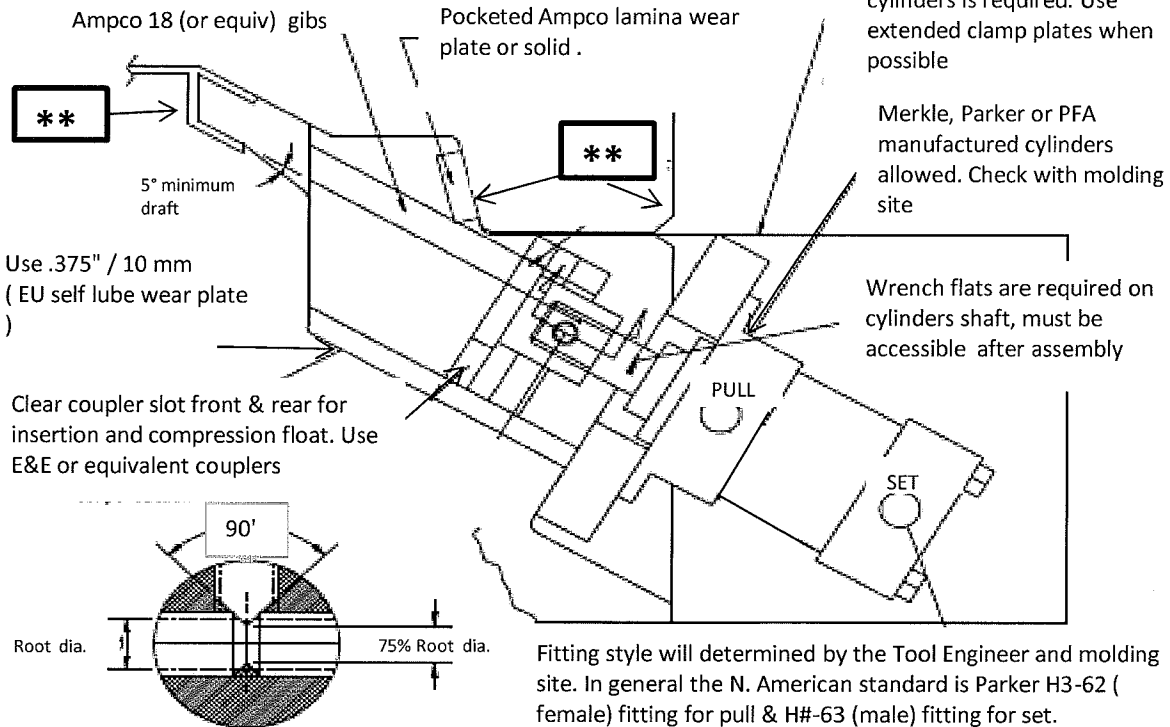 Ampco 18 (or equiv) gibs
Pocketed Ampco lamina wear
plate or solid .
cylinders is required. Use
extended clamp plates when
possible
**
**
Merkle, Parker or PFA
manufactured cylinders
allowed. Check with molding
site
5° minimum
draft
Use .375" / 10 mm
( EU self lube wear plate
)
Wrench flats are required on
cylinders shaft, must be
accessible after assembly
PULL
Clear coupler slot front & rear for
insertion and compression float. Use
E&E or equivalent couplers
SET
90'
Root dia.
75% Root dia.
Fitting style will determined by the Tool Engineer and molding
site. In general the N. American standard is Parker H3-62 (
female) fitting for pull & H#-63 (male) fitting for set.